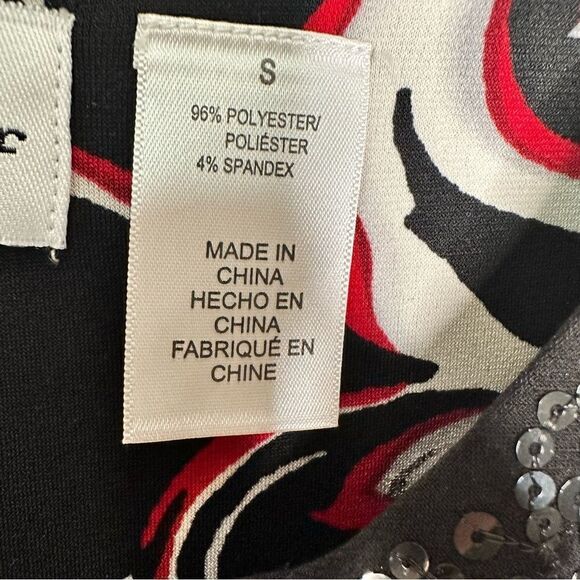 S
96% POLYESTER/
POLIÉSTER
4% SPANDEX
MADE IN
CHINA
HECHO EN
CHINA
FABRIQUÉ EN
CHINE
r